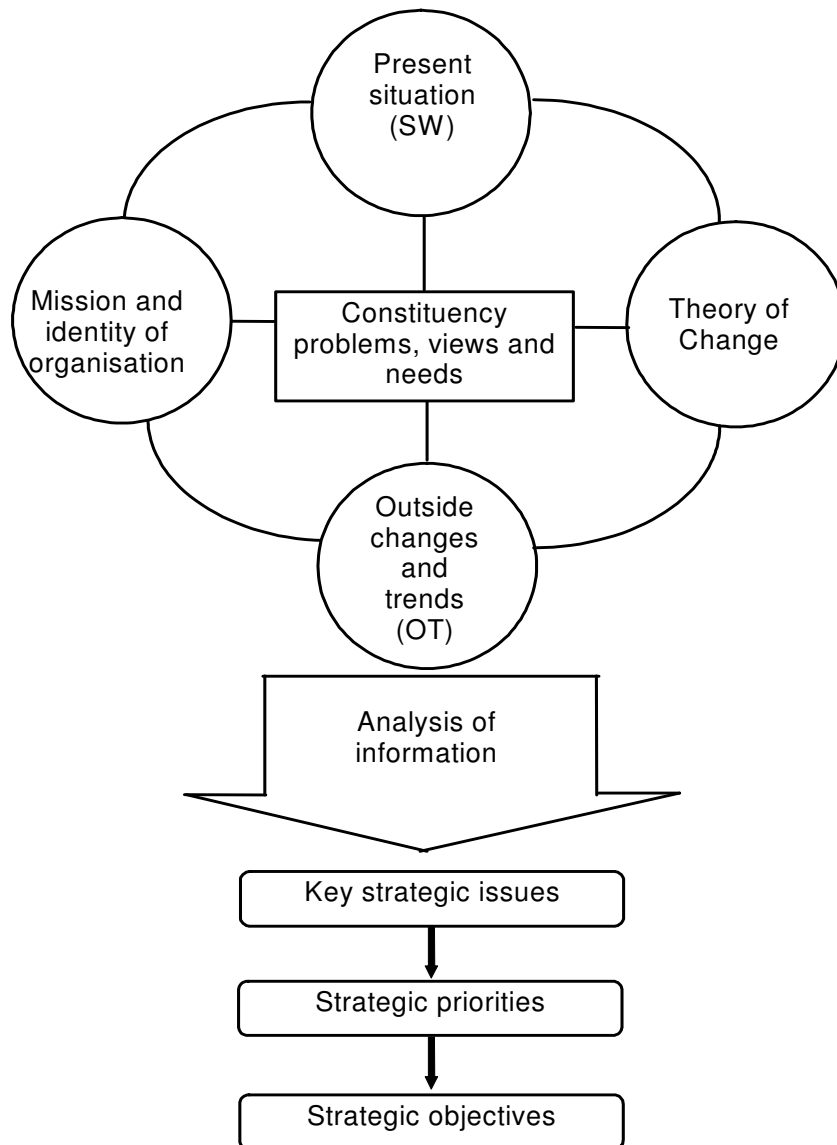 Present
situation
(SW)
Mission and
identity of
organisation
Constituency
problems, views and
needs
Theory of
Change
Outside
changes
and
trends
(OT)
Analysis of
information
Key strategic issues
Strategic priorities
Strategic objectives